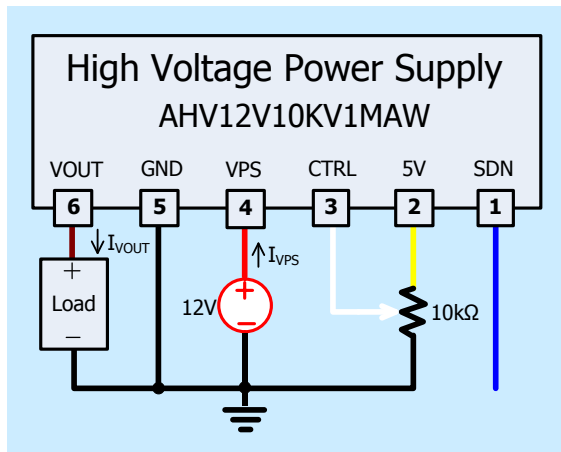 High Voltage Power Supply
AHV12V10KV1MAW
VOUT GND VPS CTRL 5V SDN
6 5 4 3 2 1
↓IVOUT ↑IVPS
+ +
Load 12V 10kΩ
− −